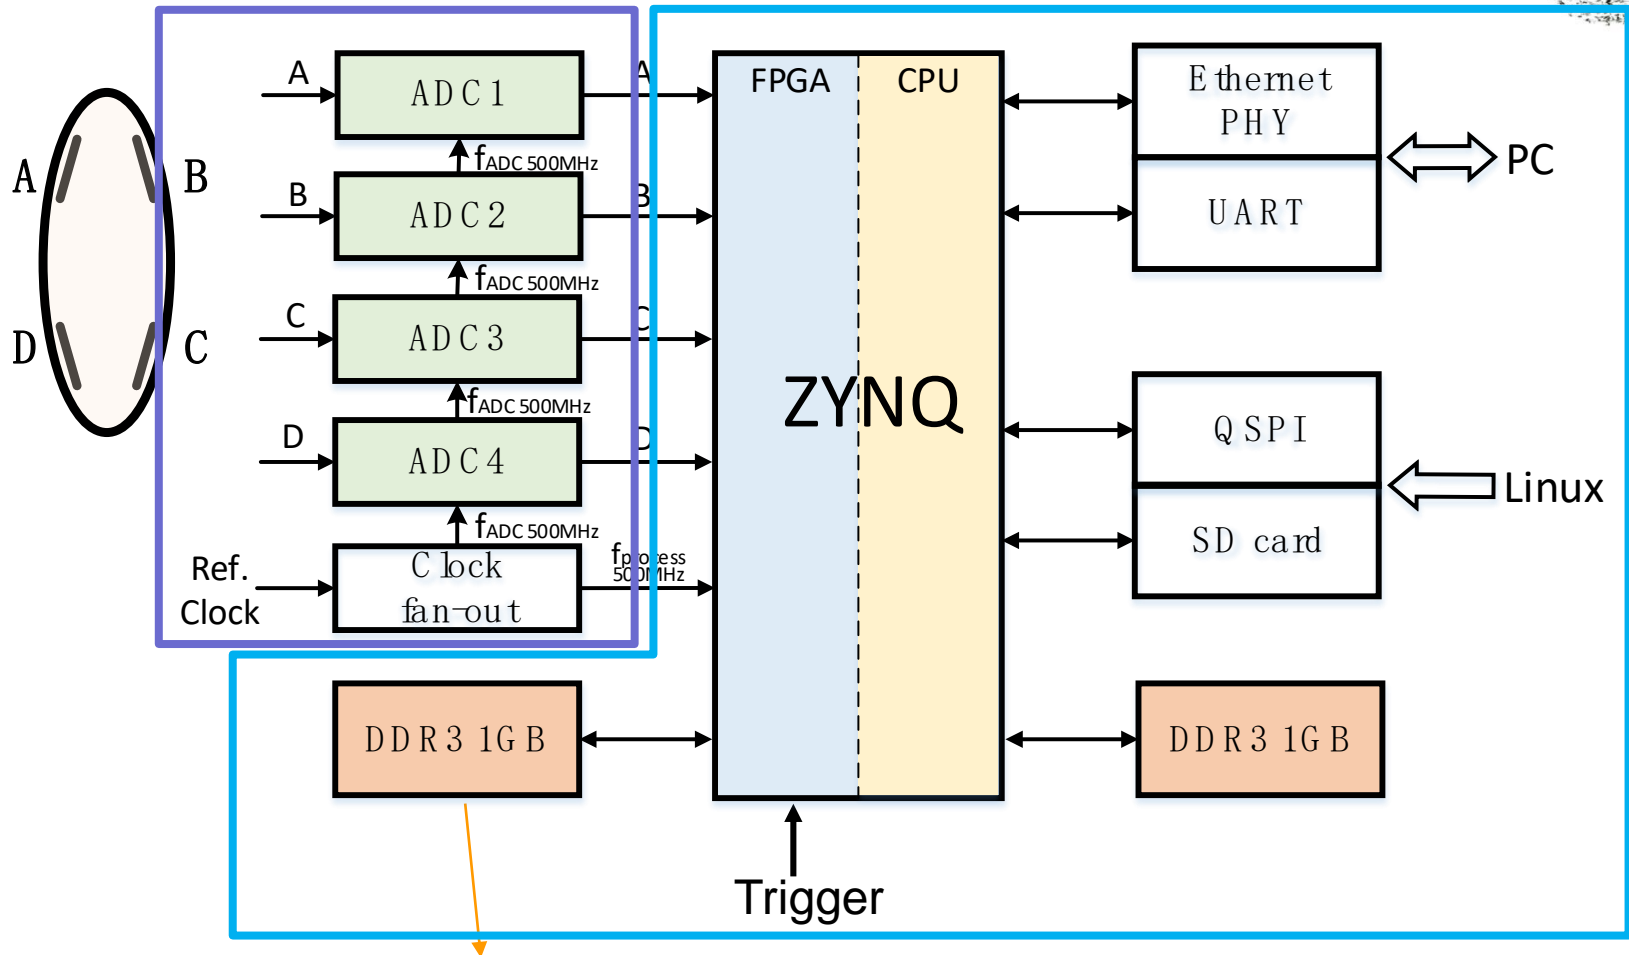 A
B
D
C
A
ADC1
A
fADC 500MHz
B
ADC2
B
fADC 500MHz
C
ADC3
C
fADC 500MHz
D
ADC4
D
fADC 500MHz
Ref.
Clock
Clock
fan-out
fprocess
500MHz
DDR3 1GB
FPGA
CPU
ZYNQ
Trigger
Ethernet
PHY
UART
PC
QSPI
SD card
Linux
DDR3 1GB